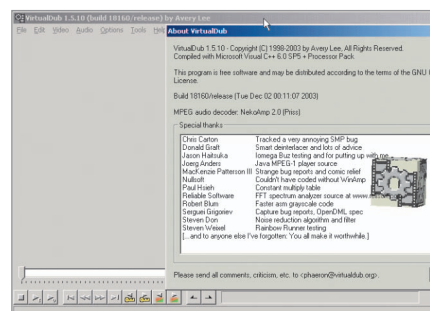 VirtualDub 1.5.10 (build 18160/release) by Avery Lee
File Edit Video Audio Options Tools Help
About VirtualDub
VirtualDub 1.5.10 - Copyright (C) 1998-2003 by Avery Lee, All Rights Reserved.
Compiled with Microsoft Visual C++ 6.0 SP5 + Processor Pack.
This program is free software and may be distributed according to the terms of the GNU
License.
Build 18160/release (Tue Dec 02 00:11:07 2003)
MPEG audio decoder: NekoAmp 2.0 (Priss)
Special thanks
Chris Carton Tracked a very annoying SMP bug
Donald Graft Smart deinterlacer and lots of advice
Jason Haitsuka Iomega Buz testing and for putting up with me
Joerg Anders Java MPEG-1 player source
MacKenzie Patterson III Strange bug reports and comic relief
Nullsoft Couldn't have coded without WinAmp
Paul Hsieh Constant multiply table
Reliable Software FFT spectrum analyzer source at www.
Robert Blum Faster asm grayscale code
Serguei Grigoriev Capture bug reports, OpenDML spec
Steven Don Noise reduction algorithm and filter
Steven Weixel Rainbow Runner testing
[...and to anyone else I've forgotten: You all make it worthwhile.]
Please send all comments, criticism, etc. to <phaeron@virtualdub.org>.